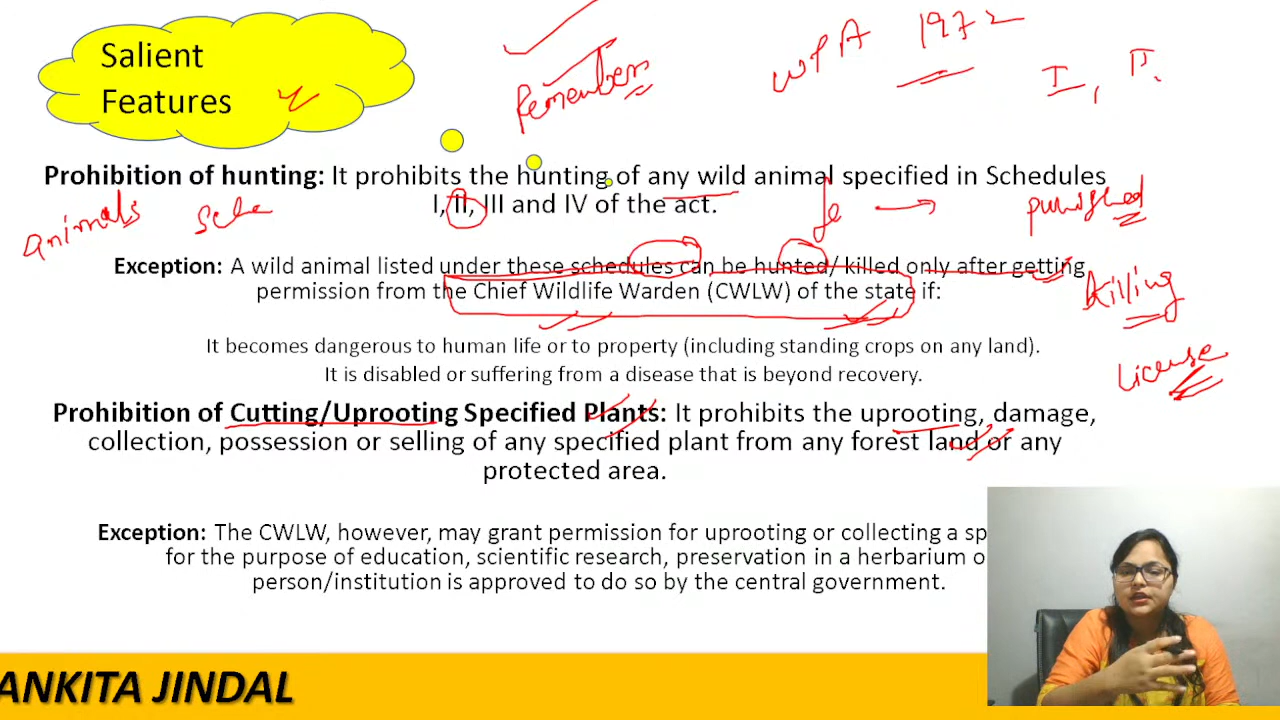 Salient
Features
Remember
WPA 1972
I, II.
Prohibition of hunting: It prohibits the hunting of any wild animal specified in Schedules
I, II, III and IV of the act.
animals
punished
Exception: A wild animal listed under these schedules can be hunted/ killed only after getting
permission from the Chief Wildlife Warden (CWLW) of the state if:
killing
It becomes dangerous to human life or to property (including standing crops on any land).
It is disabled or suffering from a disease that is beyond recovery.
License
Prohibition of Cutting/Uprooting Specified Plants: It prohibits the uprooting, damage,
collection, possession or selling of any specified plant from any forest land or any
protected area.
Exception: The CWLW, however, may grant permission for uprooting or collecting a
for the purpose of education, scientific research, preservation in a herbarium
person/institution is approved to do so by the central government.
ANKITA JINDAL